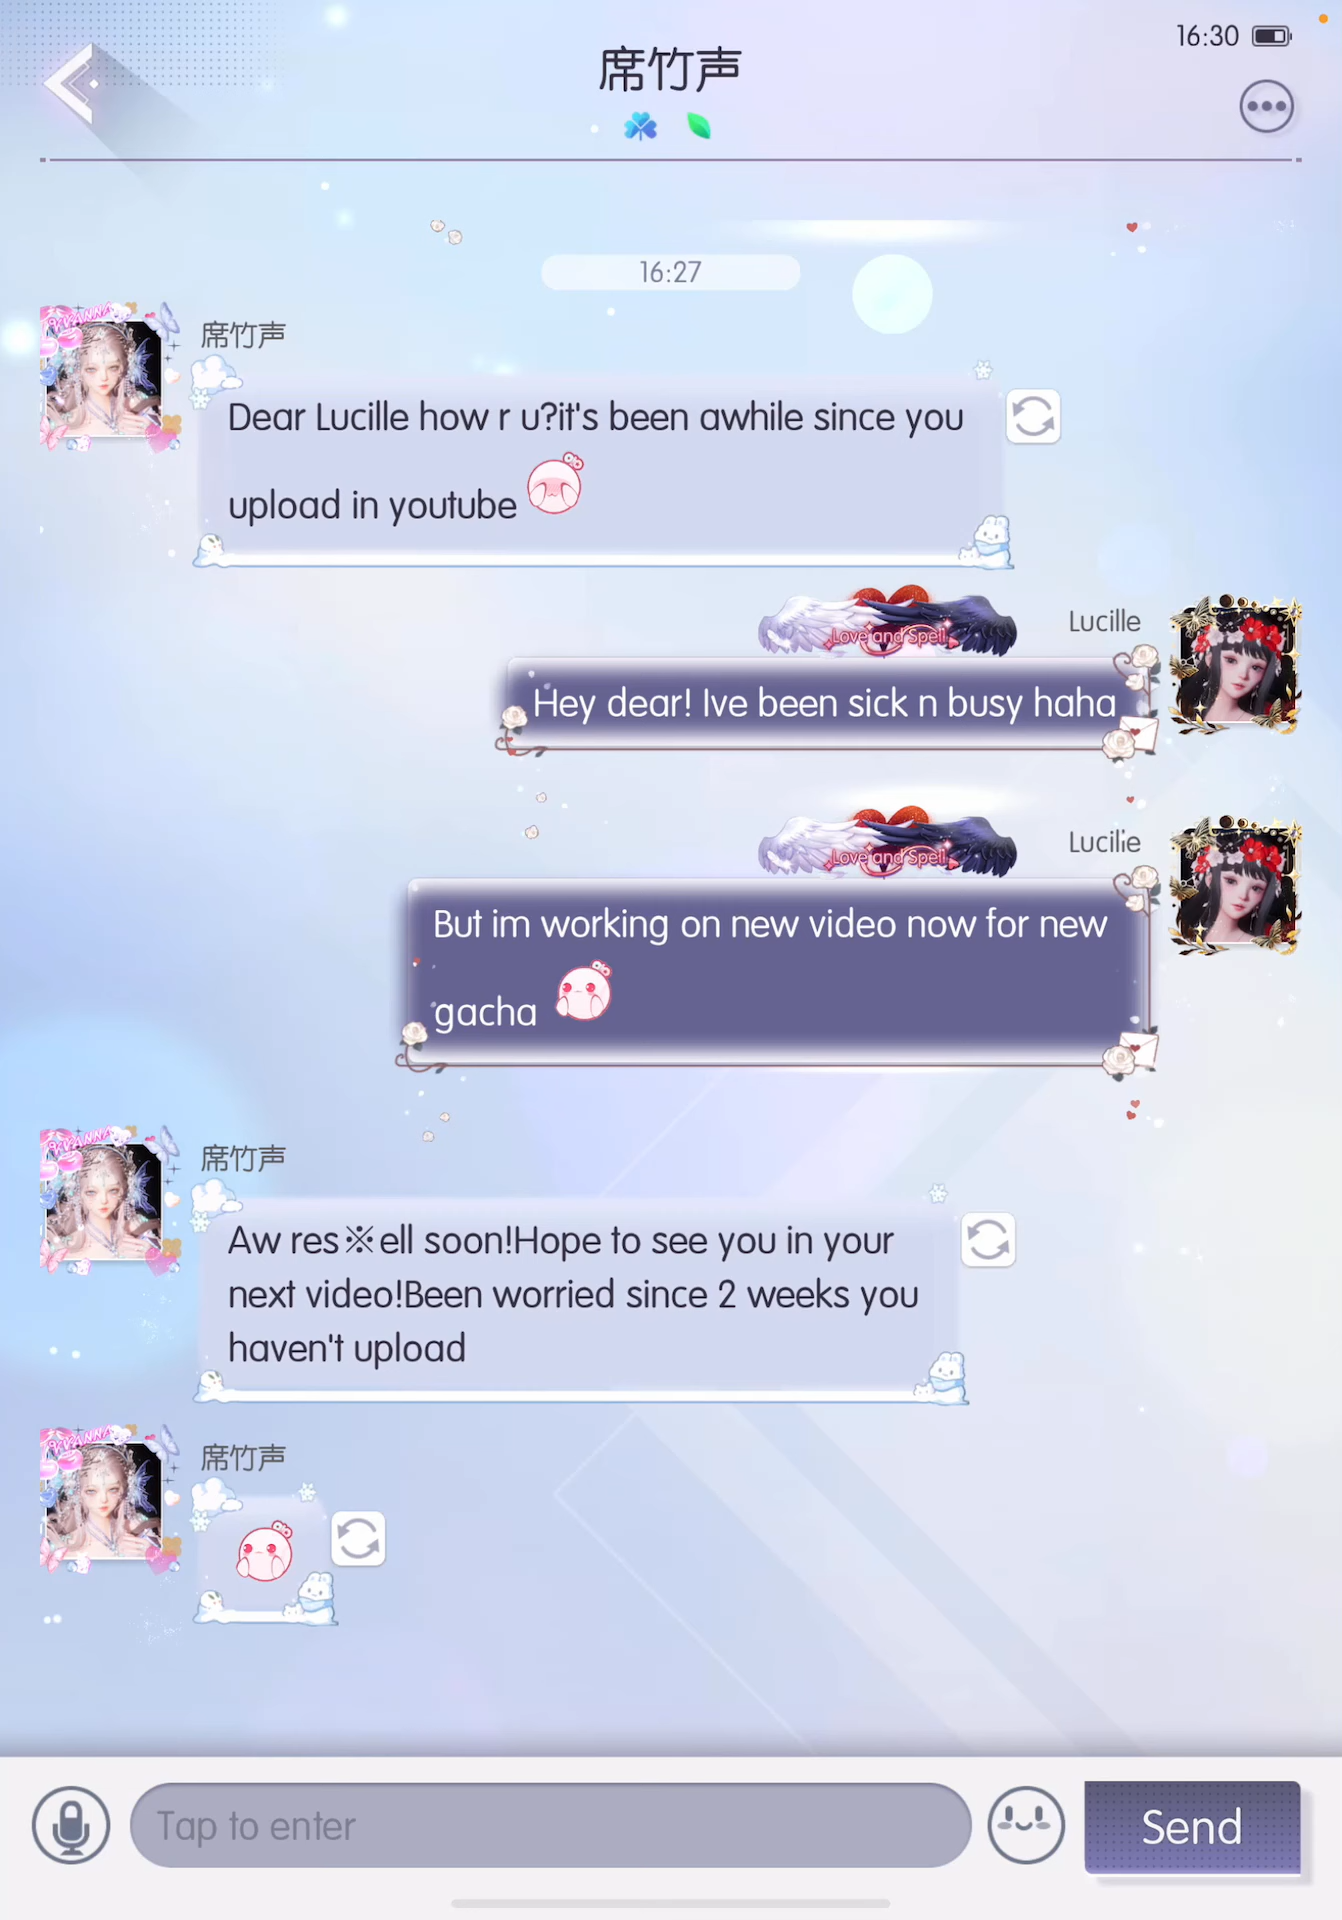 16:30
席竹声
16:27
席竹声
Dear Lucille how r u?it's been awhile since you
upload in youtube
Love and Spell
Lucille
Hey dear! Ive been sick n busy haha
Love and Spell
Lucille
But im working on new video now for new
gacha
席竹声
Aw res※ell soon!Hope to see you in your
next video!Been worried since 2 weeks you
haven't upload
席竹声
Tap to enter
Send